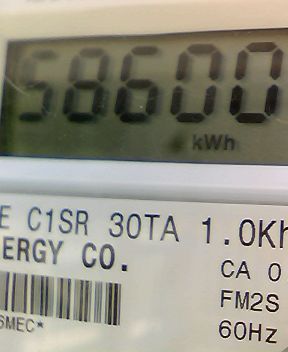 58600
kWh
E C1SR 30TA 1.0Kh
ERGY CO.
CA 0
FM2S
60Hz
SMEC*